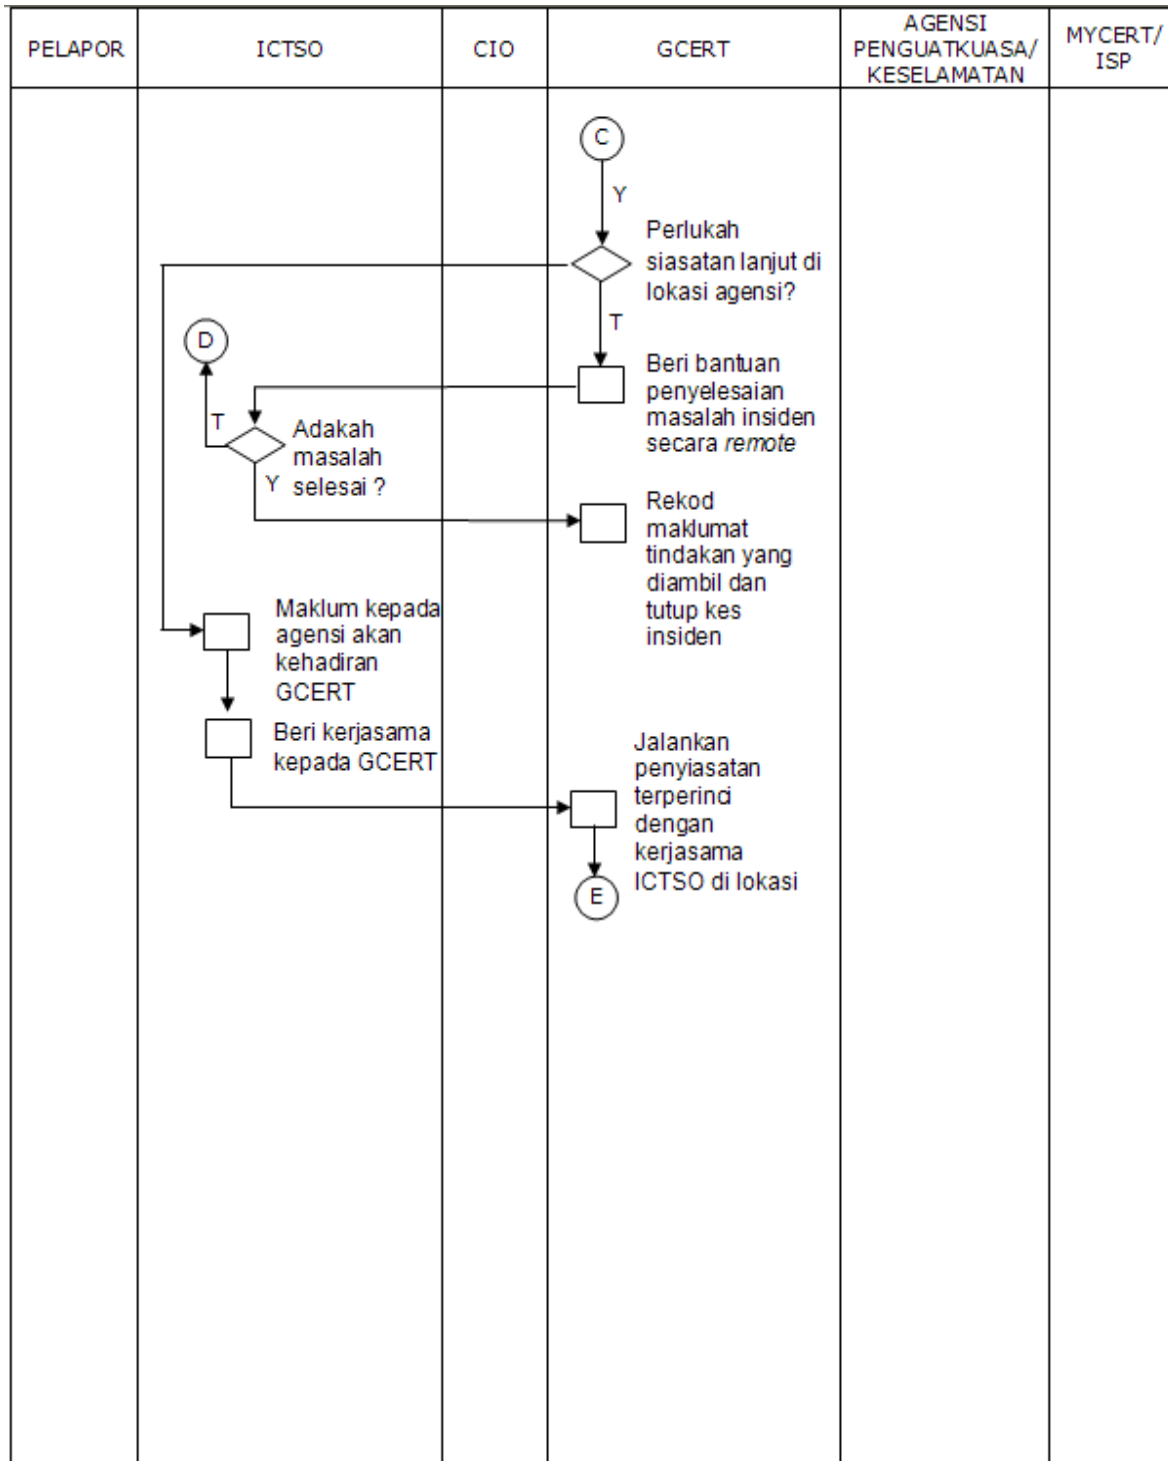 PELAPOR
ICTSO
CIO
GCERT
AGENSI
PENGUATKUASA/
KESELAMATAN
MYCERT/
ISP
C
Y
Perlukah
siasatan lanjut di
lokasi agensi?
T
D
Beri bantuan
penyelesaian
masalah insiden
secara remote
T
Adakah
masalah
selesai ?
Y
Rekod
maklumat
tindakan yang
diambil dan
tutup kes
insiden
Maklum kepada
agensi akan
kehadiran
GCERT
Beri kerjasama
kepada GCERT
Jalankan
penyiasatan
terperinci
dengan
kerjasama
ICTSO di lokasi
E